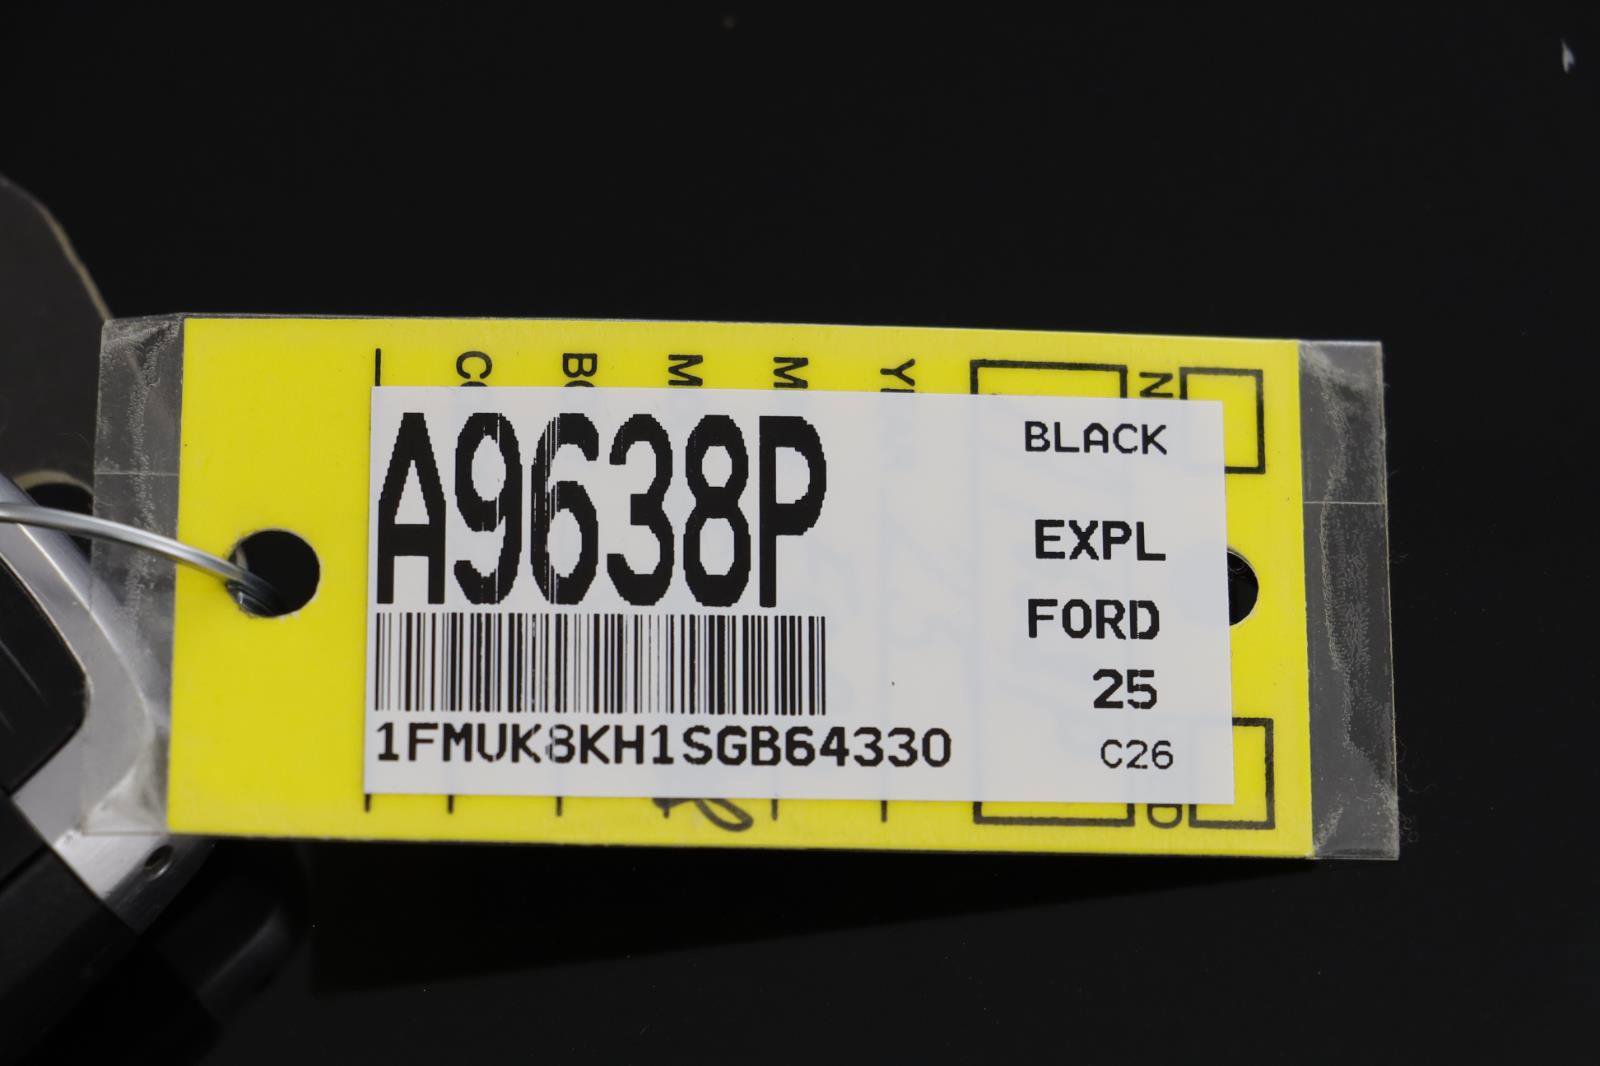 A9638P
1FMUK8KH1SGB64330
BLACK
EXPL
FORD
25
C26